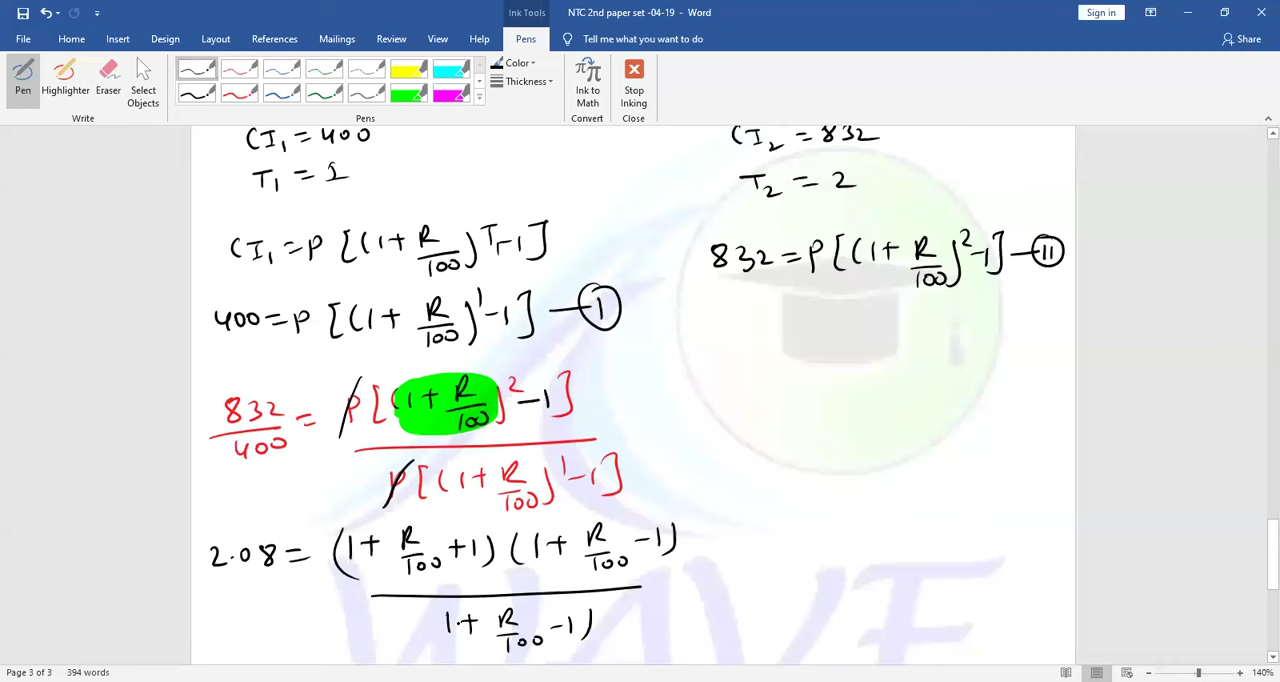 NTC 2nd paper set -04-19 - Word
Ink Tools
Sign in
File Home Insert Design Layout References Mailings Review View Help Pens Tell me what you want to do Share
Pen Highlighter Eraser Select Objects
Color
Thickness
Ink to Math
Stop Inking
Write Pens Convert Close
CI₁ = 400
T₁ = 1
CI₁ = P [(1 + R/100)^T₁ - 1]
400 = P [(1 + R/100)^1 - 1] — I
CI₂ = 832
T₂ = 2
832 = P [(1 + R/100)^2 - 1] — II
832/400 = P [(1 + R/100)^2 - 1] / P [(1 + R/100)^1 - 1]
2.08 = (1 + R/100 + 1) (1 + R/100 - 1) / 1 + R/100 - 1)
WAVE
Page 3 of 3 394 words 140%